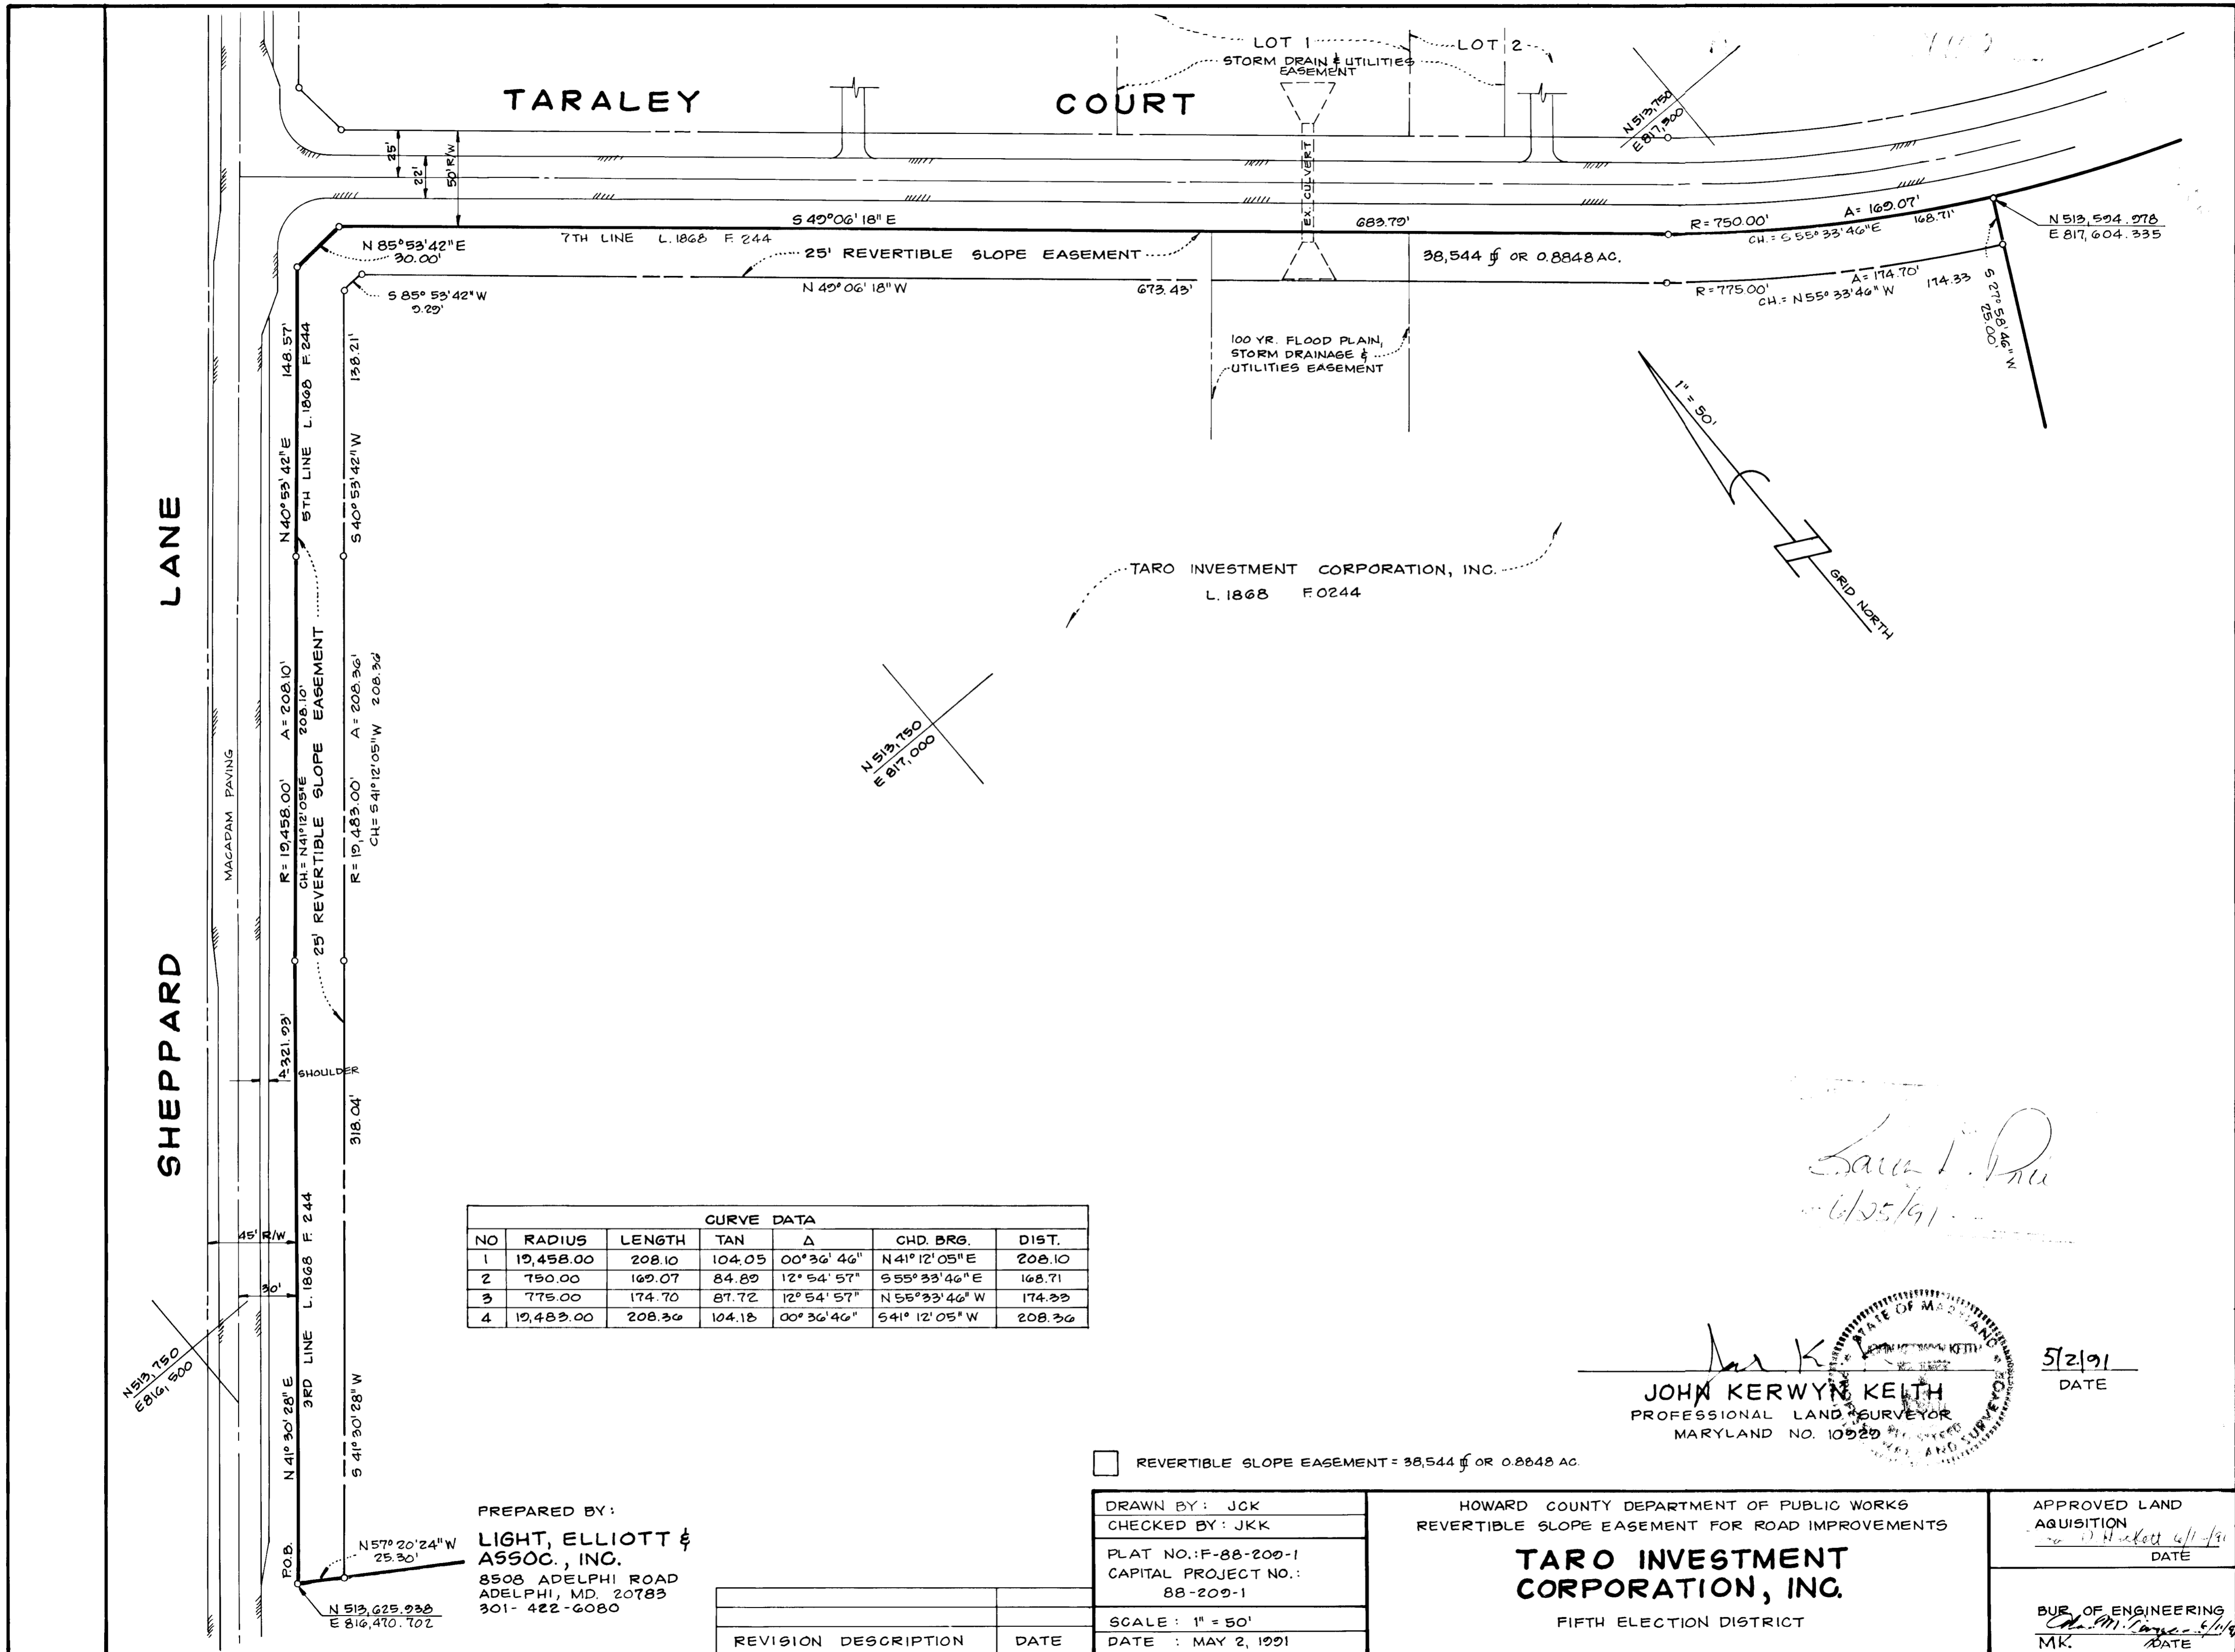 LOT 1
LOT 2
STORM DRAIN & UTILITIES
EASEMENT
TARALEY COURT
N 513,750
E 817,300
25'
22'
50' R/W
EX. CULVERT
S 49°06'18" E
683.79'
7TH LINE L.1868 F. 244
R = 750.00'
A = 169.07'
CH. = S 55°33'46" E
168.71'
N 513,594.978
E 817,604.335
N 85°53'42" E
30.00'
25' REVERTIBLE SLOPE EASEMENT
38,544 sf OR 0.8848 AC.
S 85°53'42" W
9.29'
N 49°06'18" W
673.43'
R = 775.00'
A = 174.70'
CH. = N 55°33'46" W
174.33
S 27°58'46" W
25.00'
100 YR. FLOOD PLAIN,
STORM DRAINAGE &
UTILITIES EASEMENT
1" = 50'
GRID NORTH
SHEPPARD LANE
MACADAM PAVING
N 40°53'42" E 148.57'
5TH LINE L.1868 F. 244
S 40°53'42" W 138.21'
R = 19,458.00' A = 208.10'
CH. = N 41°12'05" E 208.10'
25' REVERTIBLE SLOPE EASEMENT
R = 19,483.00' A = 208.36'
CH. = S 41°12'05" W 208.36'
TARO INVESTMENT CORPORATION, INC.
L. 1868 F. 0244
N 513,750
E 817,000
321.93'
4'
SHOULDER
318.04'
45' R/W
30'
3RD LINE L.1868 F. 244
N 513,750
E 816,500
N 41°30'28" E
S 41°30'28" W
P.O.B.
N 57°20'24" W
25.30'
N 513,625.938
E 816,470.702
CURVE DATA
NO RADIUS LENGTH TAN Δ CHD. BRG. DIST.
1 19,458.00 208.10 104.05 00°36'46" N 41°12'05" E 208.10
2 750.00 169.07 84.89 12°54'57" S 55°33'46" E 168.71
3 775.00 174.70 87.72 12°54'57" N 55°33'46" W 174.33
4 19,483.00 208.36 104.18 00°36'46" S 41°12'05" W 208.36
6/25/91
STATE OF MARYLAND
JOHN KERWYN KEITH
PROFESSIONAL LAND SURVEYOR
MARYLAND NO. 10929
5/2/91
DATE
REVERTIBLE SLOPE EASEMENT = 38,544 sf OR 0.8848 AC.
PREPARED BY:
LIGHT, ELLIOTT &
ASSOC., INC.
8508 ADELPHI ROAD
ADELPHI, MD. 20783
301-422-6080
REVISION DESCRIPTION DATE
DRAWN BY: JCK
CHECKED BY: JKK
PLAT NO.: F-88-209-1
CAPITAL PROJECT NO.:
88-209-1
SCALE: 1" = 50'
DATE : MAY 2, 1991
HOWARD COUNTY DEPARTMENT OF PUBLIC WORKS
REVERTIBLE SLOPE EASEMENT FOR ROAD IMPROVEMENTS
TARO INVESTMENT
CORPORATION, INC.
FIFTH ELECTION DISTRICT
APPROVED LAND
AQUISITION
DATE
BUR. OF ENGINEERING
MK. DATE